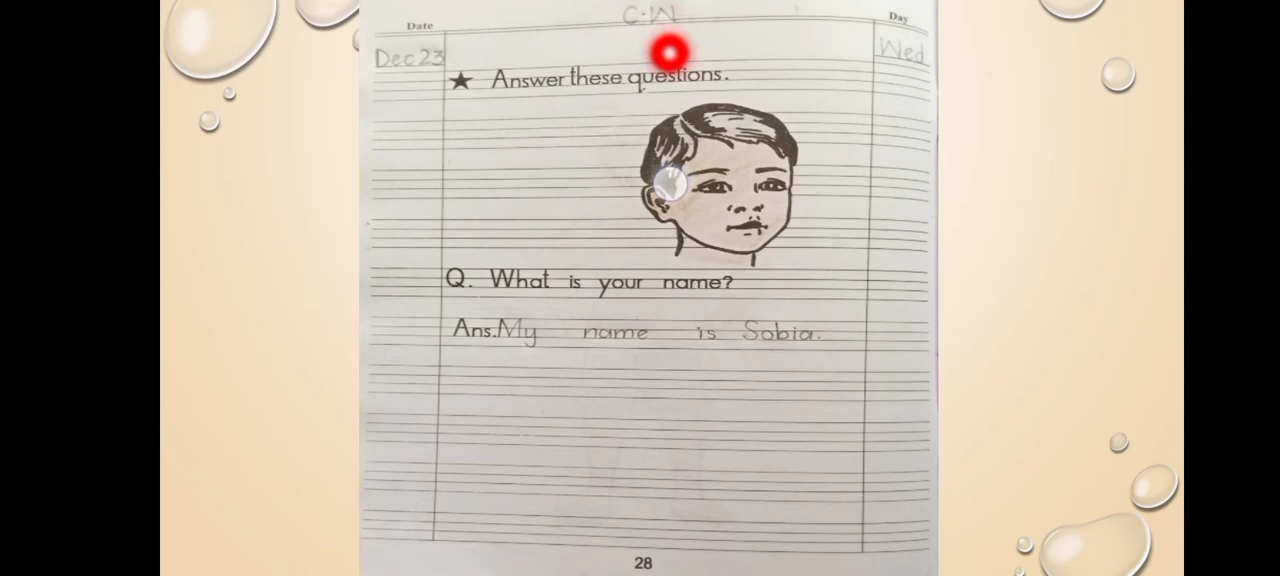 C.W
Date
Day
Dec 23
Wed
★ Answer these questions.
Q. What is your name?
Ans. My name is Sobia.
28